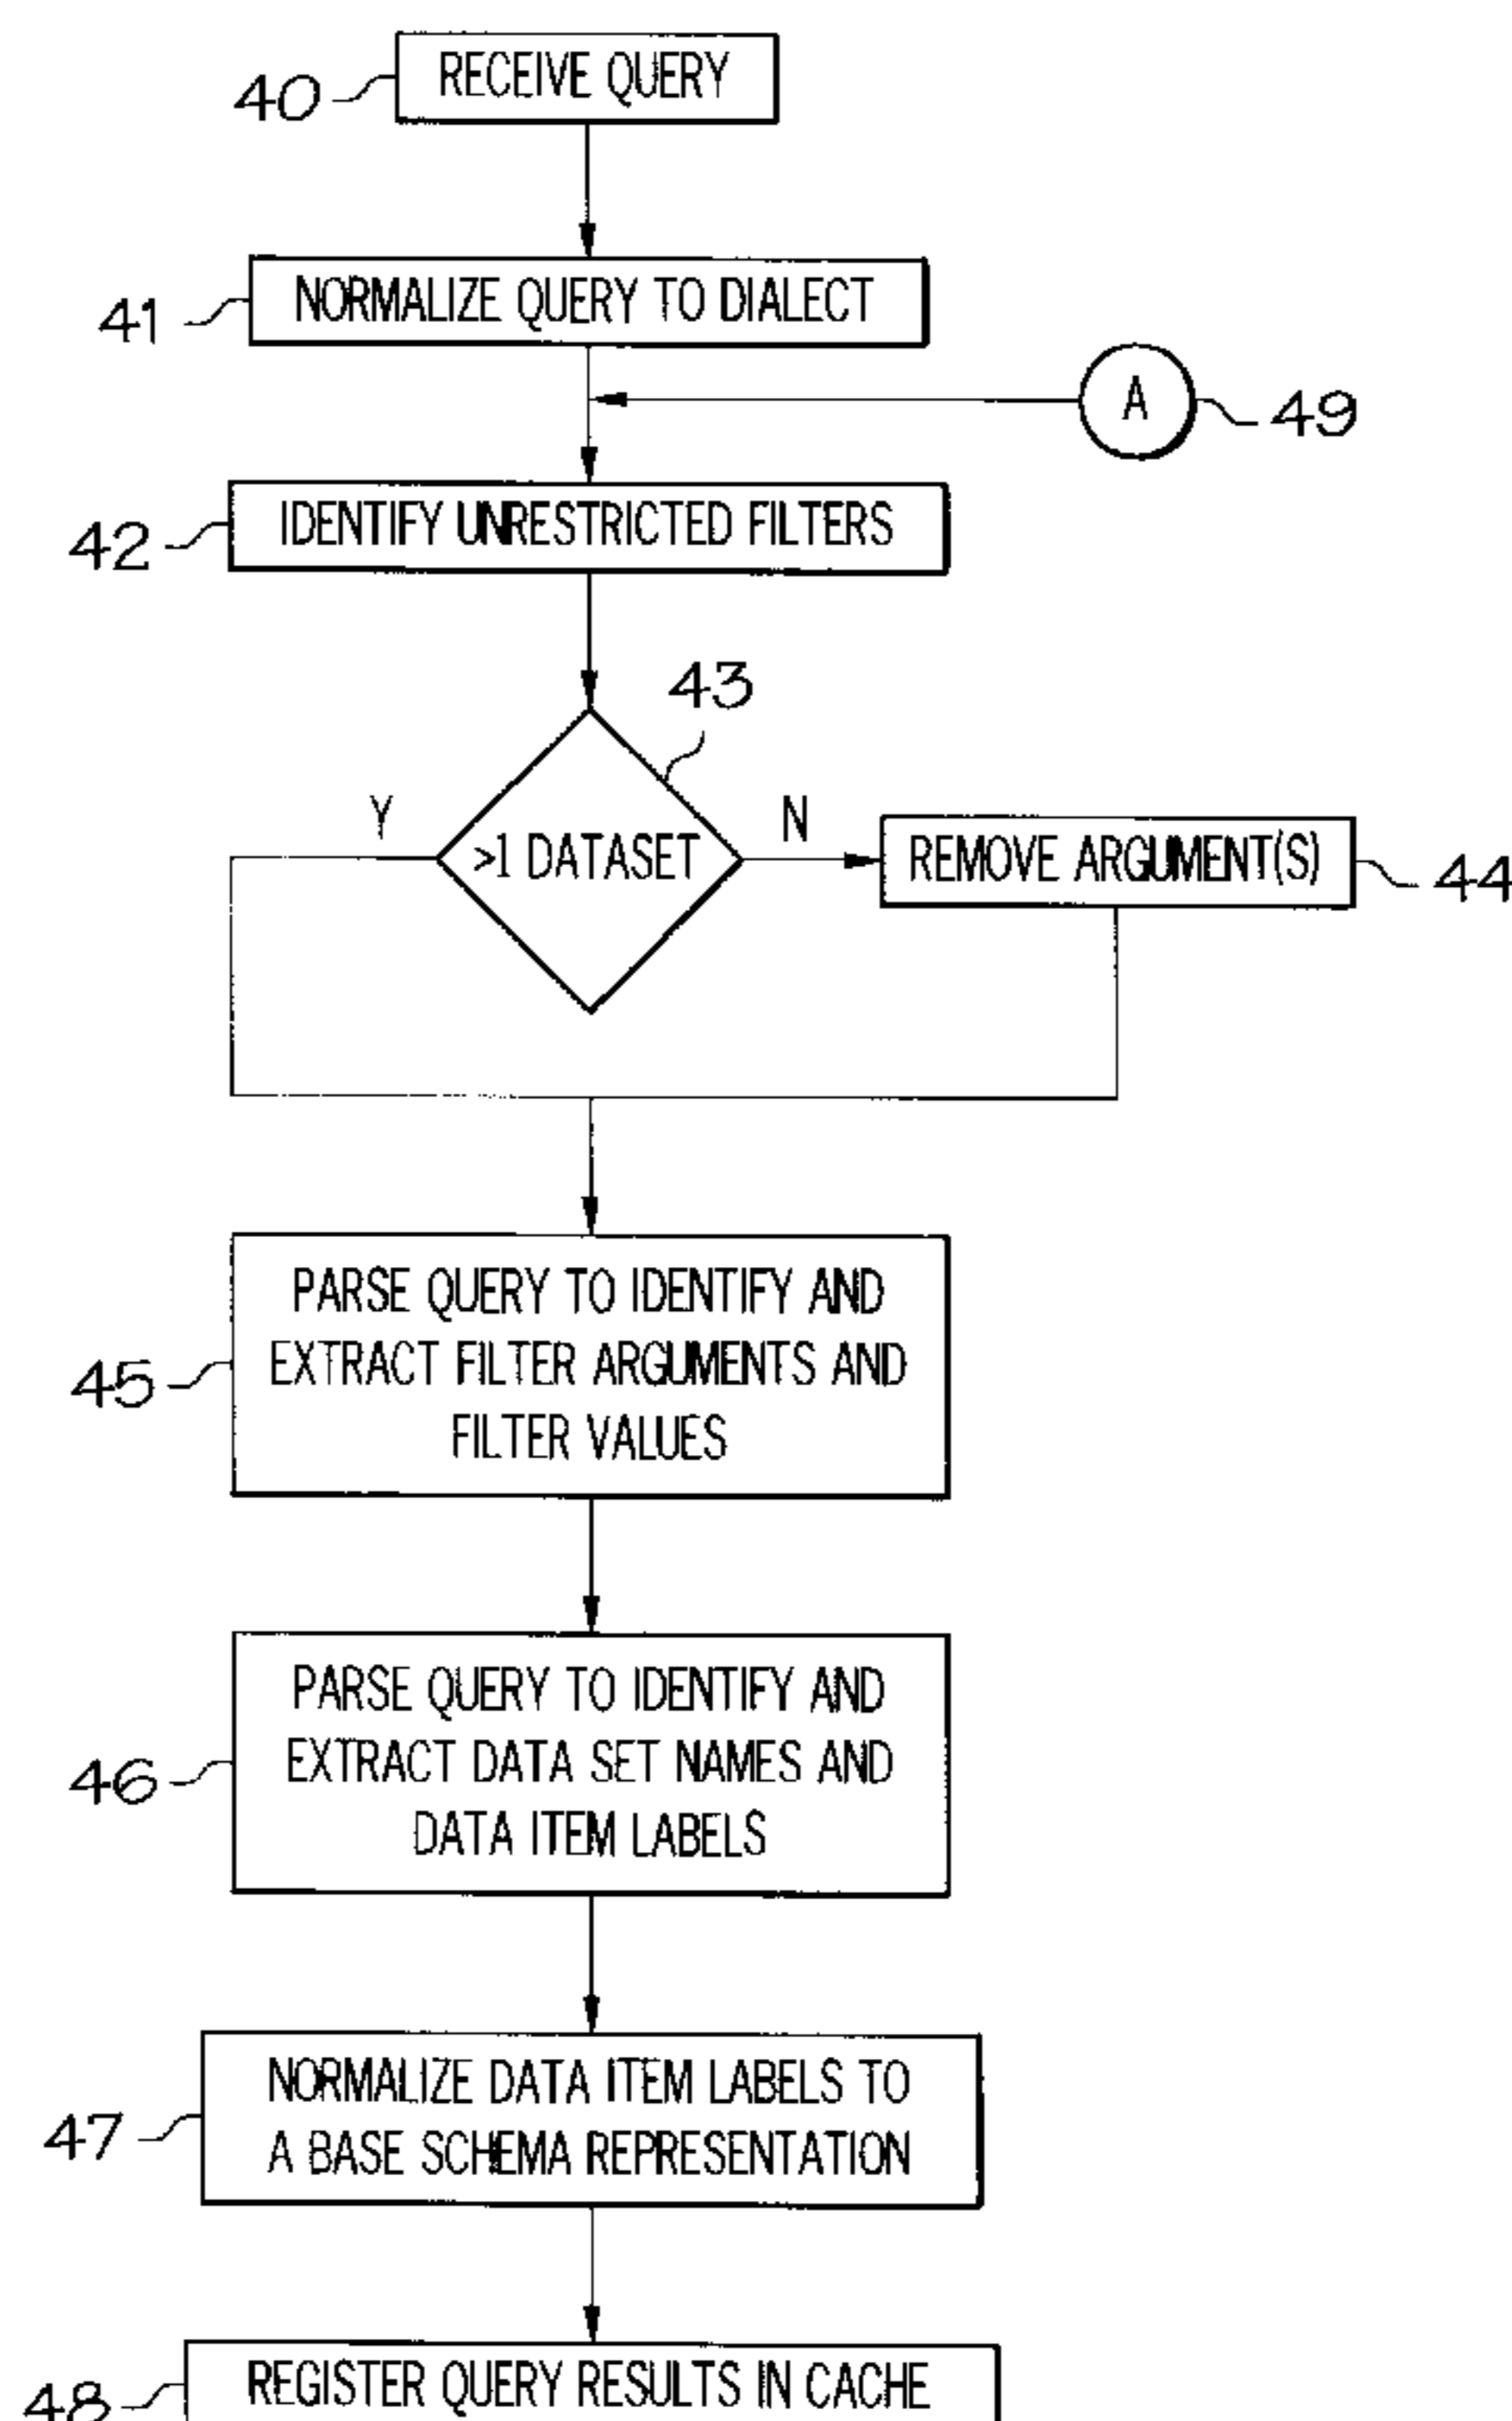 RECEIVE QUERY
40
NORMALIZE QUERY TO DIALECT
41
A
49
IDENTIFY UNRESTRICTED FILTERS
42
43
Y
>1 DATASET
N
REMOVE ARGUMENT(S)
44
PARSE QUERY TO IDENTIFY AND
EXTRACT FILTER ARGUMENTS AND
FILTER VALUES
45
PARSE QUERY TO IDENTIFY AND
EXTRACT DATA SET NAMES AND
DATA ITEM LABELS
46
NORMALIZE DATA ITEM LABELS TO
A BASE SCHEMA REPRESENTATION
47
REGISTER QUERY RESULTS IN CACHE
48